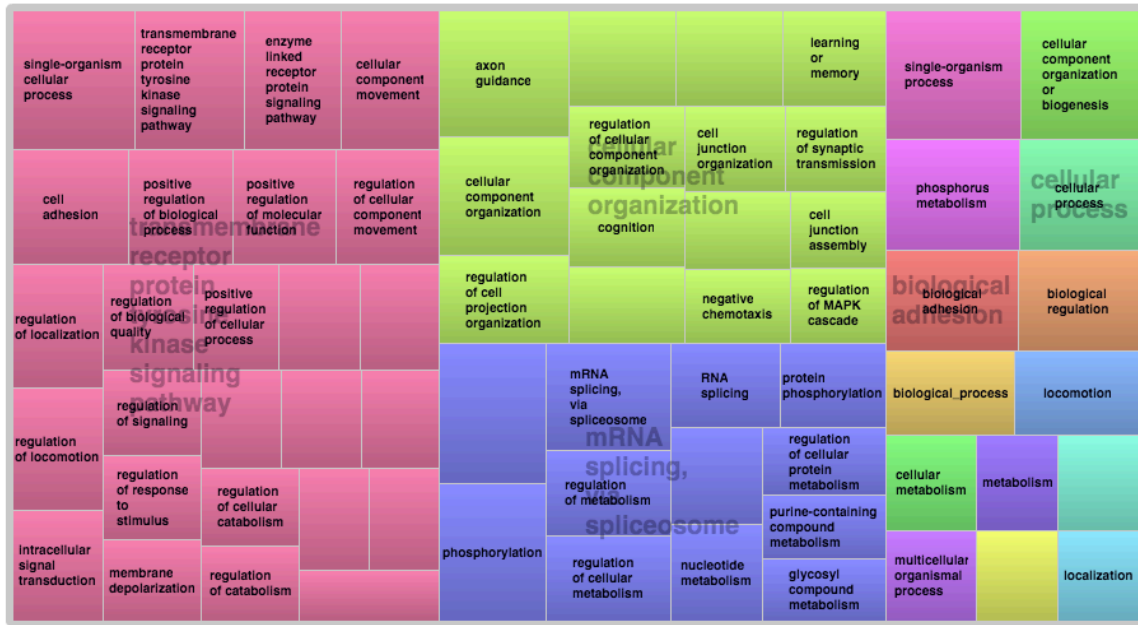 single-organism
cellular
process
transmembrane
receptor
protein
tyrosine
kinase
signaling
pathway
enzyme
linked
receptor
protein
signaling
pathway
cellular
component
movement
cell
adhesion
positive
regulation
of biological
process
positive
regulation
of molecular
function
regulation
of cellular
component
movement
transmembrane
receptor
protein
tyrosine
kinase
signaling
pathway
regulation
of localization
regulation
of biological
quality
positive
regulation
of cellular
process
regulation
of signaling
regulation
of locomotion
regulation
of response
to
stimulus
regulation
of cellular
catabolism
intracellular
signal
transduction
membrane
depolarization
regulation
of catabolism
axon
guidance
learning
or
memory
regulation
of cellular
component
organization
cell
junction
organization
regulation
of synaptic
transmission
cellular
component
organization
cellular
component
organization
cognition
cell
junction
assembly
regulation
of cell
projection
organization
negative
chemotaxis
regulation
of MAPK
cascade
mRNA
splicing,
via
spliceosome
RNA
splicing
protein
phosphorylation
mRNA
splicing,
via
spliceosome
regulation
of metabolism
regulation
of cellular
protein
metabolism
purine-containing
compound
metabolism
phosphorylation
regulation
of cellular
metabolism
nucleotide
metabolism
glycosyl
compound
metabolism
single-organism
process
cellular
component
organization
or
biogenesis
phosphorus
metabolism
cellular
process
cellular
process
biological
adhesion
biological
adhesion
biological
regulation
biological_process
locomotion
cellular
metabolism
metabolism
multicellular
organismal
process
localization